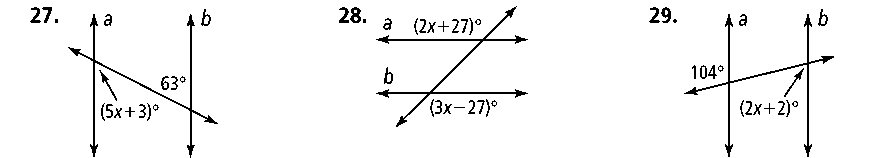 27.
a
b
63°
(5x+3)°
28.
a
(2x+27)°
b
(3x−27)°
29.
a
b
104°
(2x+2)°